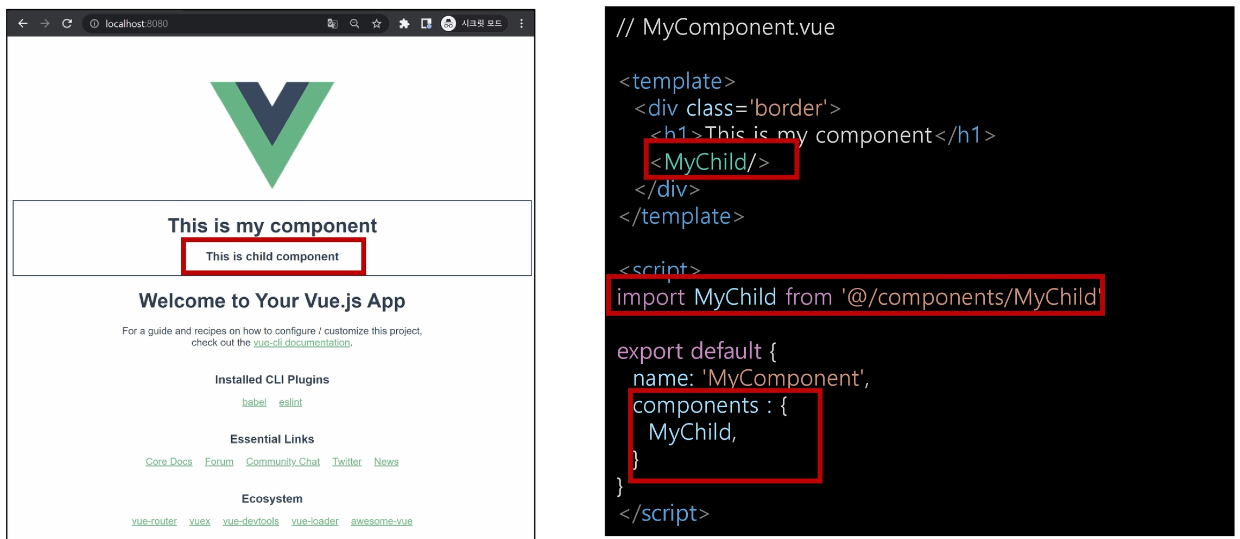 localhost:8080
시크릿 모드
This is my component
This is child component
Welcome to Your Vue.js App
For a guide and recipes on how to configure / customize this project,
check out the vue-cli documentation.
Installed CLI Plugins
babel eslint
Essential Links
Core Docs Forum Community Chat Twitter News
Ecosystem
vue-router vuex vue-devtools vue-loader awesome-vue
// MyComponent.vue
<template>
<div class='border'>
<h1>This is my component</h1>
<MyChild/>
</div>
</template>
<script>
import MyChild from '@/components/MyChild'
export default {
name: 'MyComponent',
components : {
MyChild,
}
}
</script>